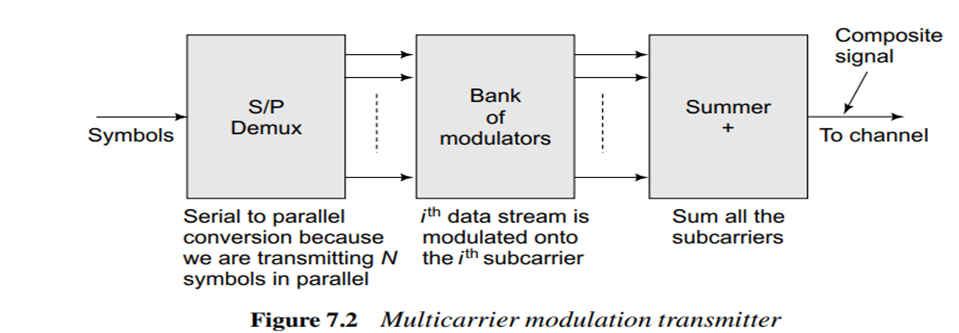 Composite
signal
S/P
Demux
Bank
of
modulators
Summer
+
Symbols
To channel
Serial to parallel
conversion because
we are transmitting N
symbols in parallel
ith data stream is
modulated onto
the ith subcarrier
Sum all the
subcarriers
Figure 7.2 Multicarrier modulation transmitter